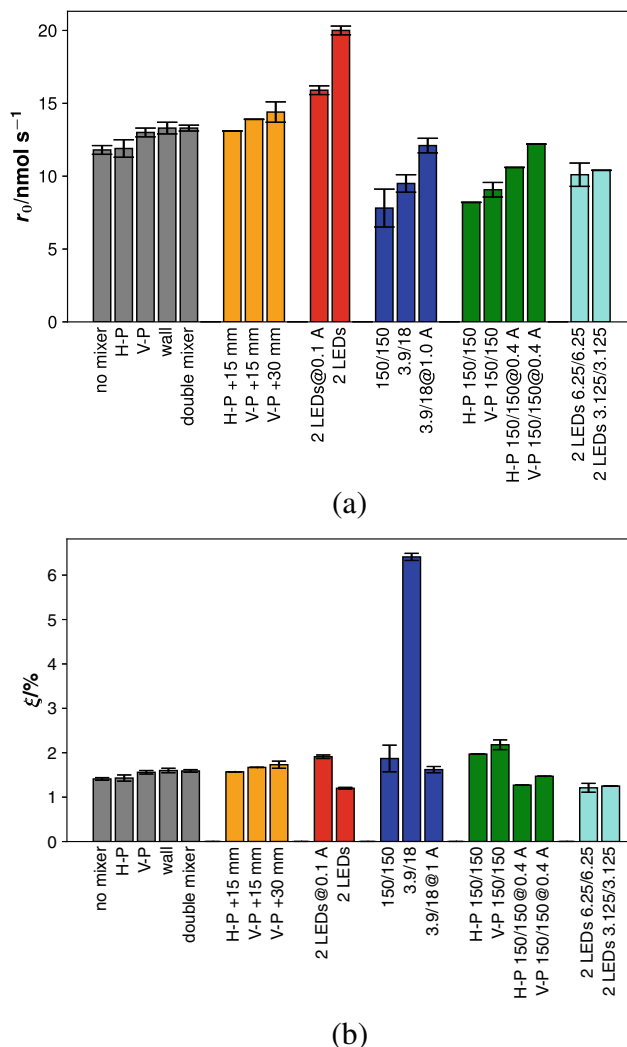 20
15
10
5
0
r₀/nmol s⁻¹
no mixer
H-P
V-P
wall
double mixer
H-P +15 mm
V-P +15 mm
V-P +30 mm
2 LEDs@0.1 A
2 LEDs
150/150
3.9/18
3.9/18@1.0 A
H-P 150/150
V-P 150/150
H-P 150/150@0.4 A
V-P 150/150@0.4 A
2 LEDs 6.25/6.25
2 LEDs 3.125/3.125
(a)
6
5
4
3
2
1
0
ξ/%
no mixer
H-P
V-P
wall
double mixer
H-P +15 mm
V-P +15 mm
V-P +30 mm
2 LEDs@0.1 A
2 LEDs
150/150
3.9/18
3.9/18@1 A
H-P 150/150
V-P 150/150
H-P 150/150@0.4 A
V-P 150/150@0.4 A
2 LEDs 6.25/6.25
2 LEDs 3.125/3.125
(b)